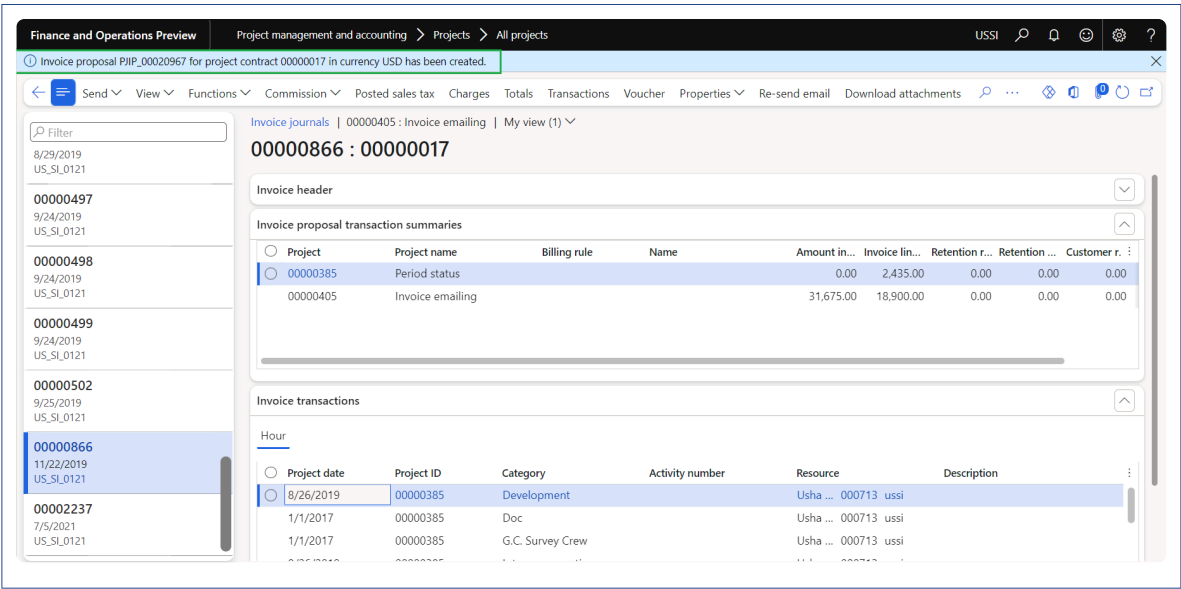 Finance and Operations Preview Project management and accounting Projects All projects USSI ?
Invoice proposal PJIP_00020967 for project contract 00000017 in currency USD has been created.
Send View Functions Commission Posted sales tax Charges Totals Transactions Voucher Properties Re-send email Download attachments ... 0
Filter
8/29/2019
US_SI_0121
00000497
9/24/2019
US_SI_0121
00000498
9/24/2019
US_SI_0121
00000499
9/24/2019
US_SI_0121
00000502
9/25/2019
US_SI_0121
00000866
11/22/2019
US_SI_0121
00002237
7/5/2021
US_SI_0121
Invoice journals | 00000405 : Invoice emailing | My view (1)
00000866 : 00000017
Invoice header
Invoice proposal transaction summaries
Project Project name Billing rule Name Amount in... Invoice lin... Retention r... Retention ... Customer r.
00000385 Period status 0.00 2,435.00 0.00 0.00 0.00
00000405 Invoice emailing 31,675.00 18,900.00 0.00 0.00 0.00
Invoice transactions
Hour
Project date Project ID Category Activity number Resource Description
8/26/2019 00000385 Development Usha ... 000713 ussi
1/1/2017 00000385 Doc Usha ... 000713 ussi
1/1/2017 00000385 G.C. Survey Crew Usha ... 000713 ussi